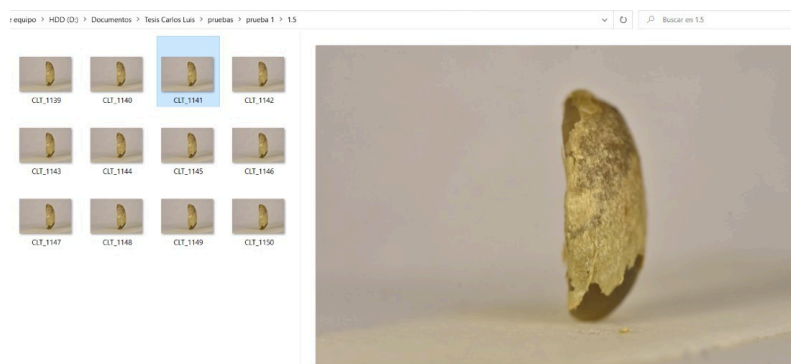 equipo > HDD (D:) > Documentos > Tesis Carlos Luis > pruebas > prueba 1 > 1.5
Buscar en 1.5
CLT_1139 CLT_1140 CLT_1141 CLT_1142
CLT_1143 CLT_1144 CLT_1145 CLT_1146
CLT_1147 CLT_1148 CLT_1149 CLT_1150